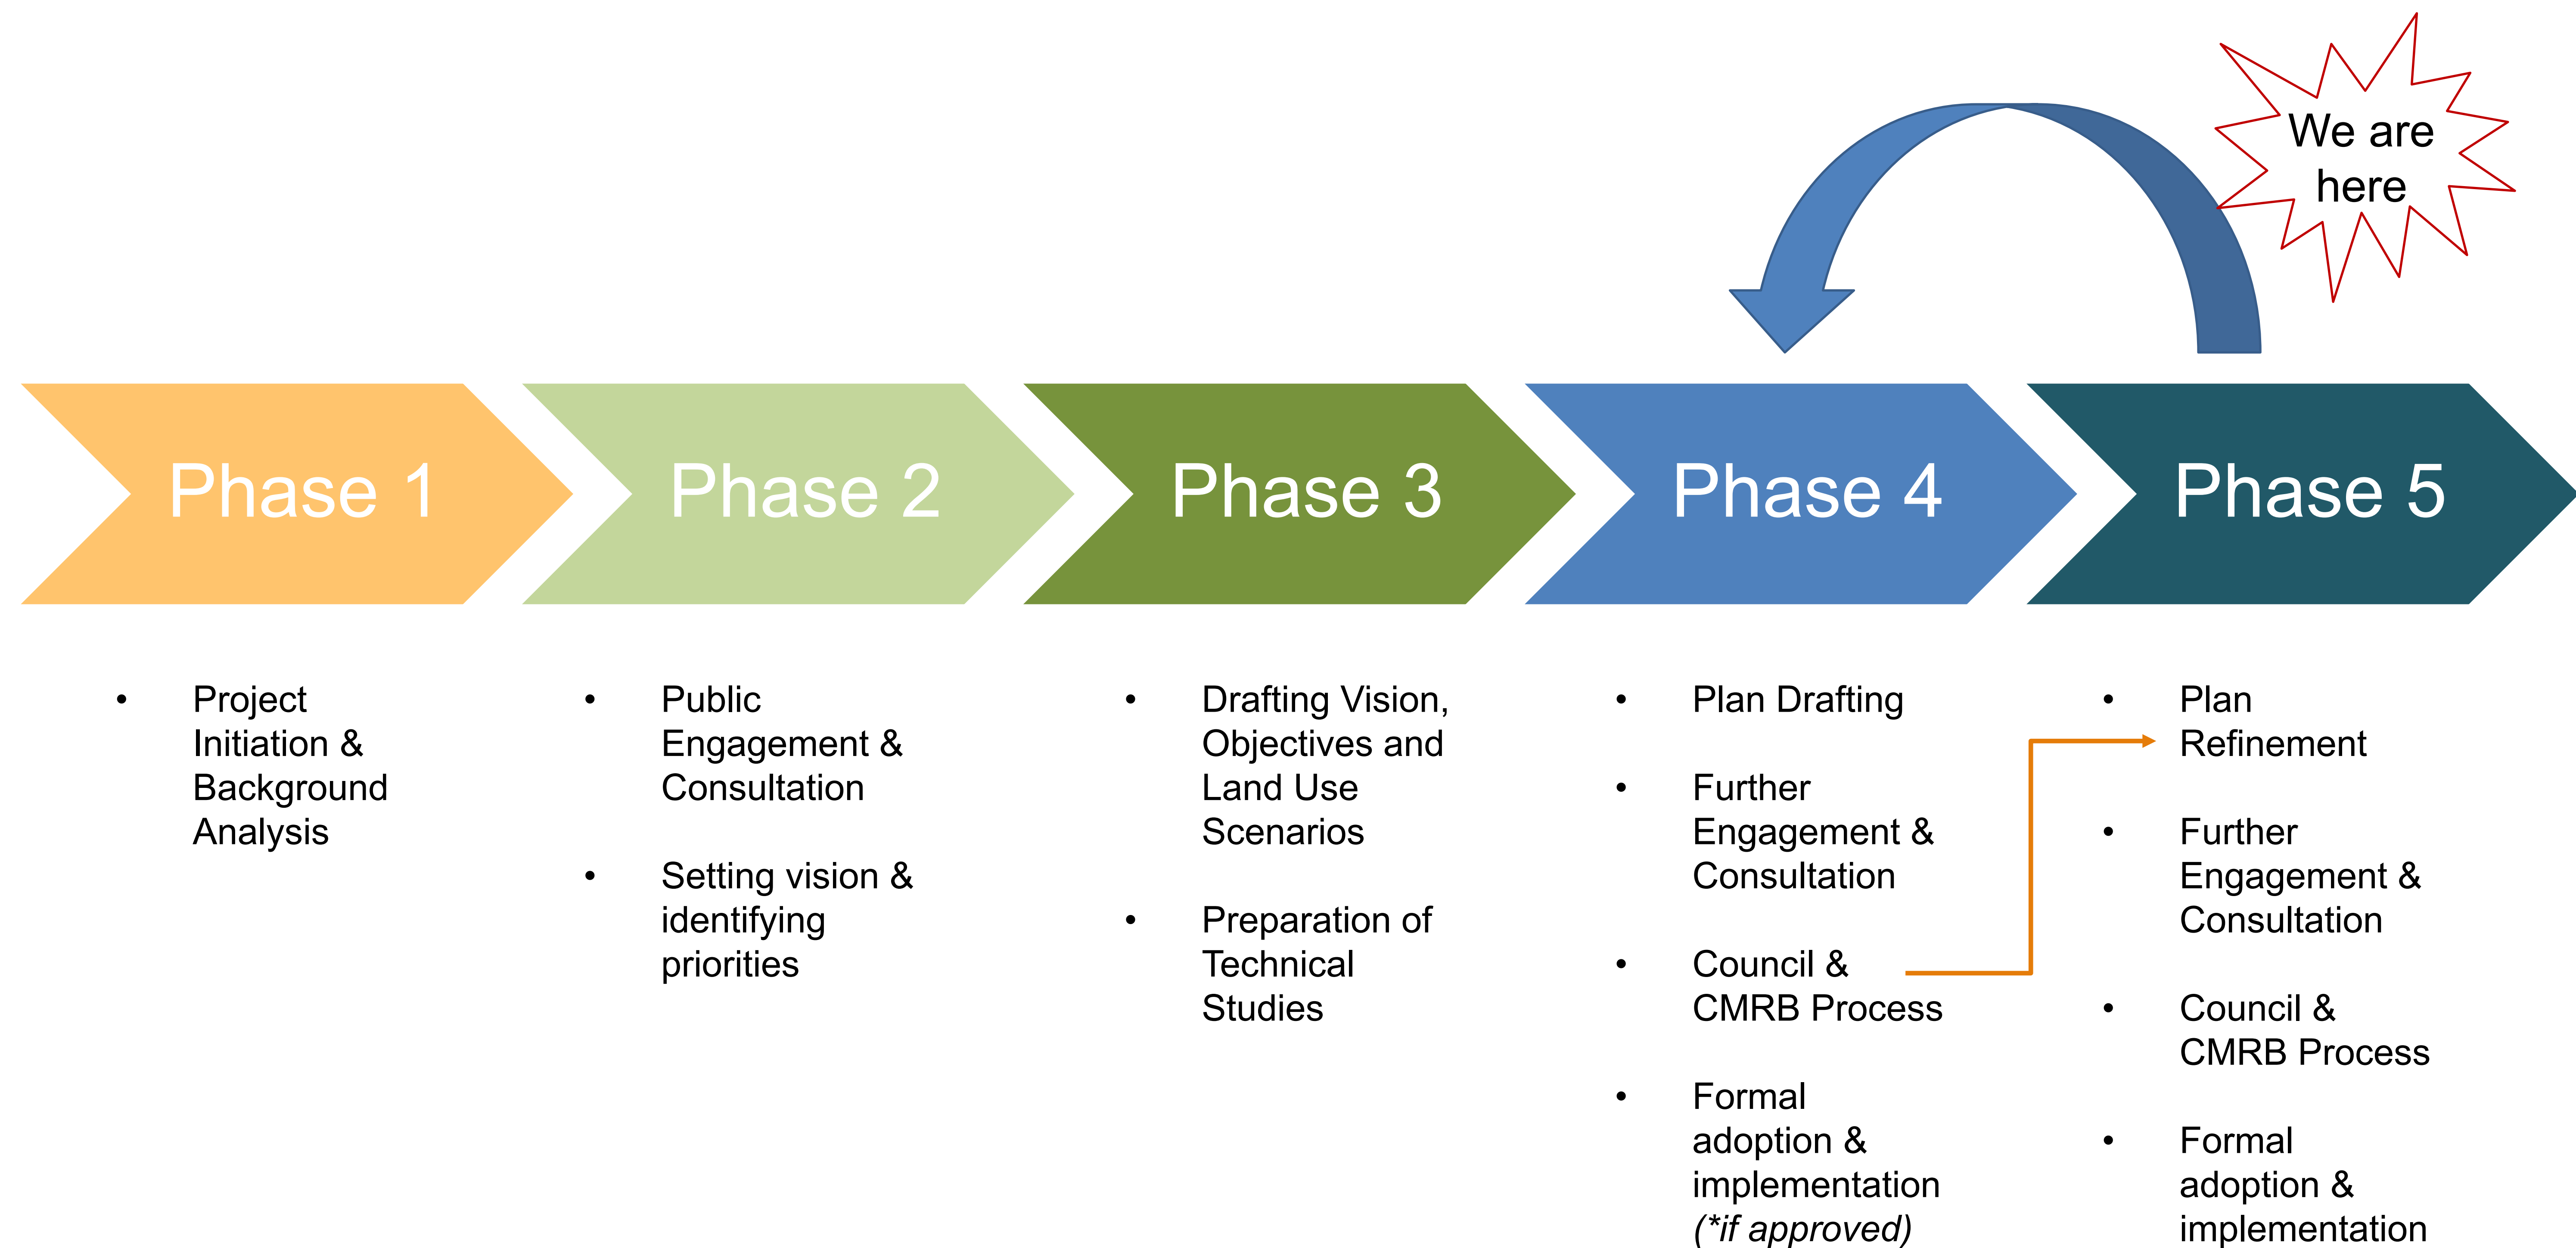 We are
here
Phase 1
Phase 2
Phase 3
Phase 4
Phase 5
• Project
Initiation &
Background
Analysis
• Public
Engagement &
Consultation
• Setting vision &
identifying
priorities
• Drafting Vision,
Objectives and
Land Use
Scenarios
• Preparation of
Technical
Studies
• Plan Drafting
• Further
Engagement &
Consultation
• Council &
CMRB Process
• Formal
adoption &
implementation
(*if approved)
• Plan
Refinement
• Further
Engagement &
Consultation
• Council &
CMRB Process
• Formal
adoption &
implementation